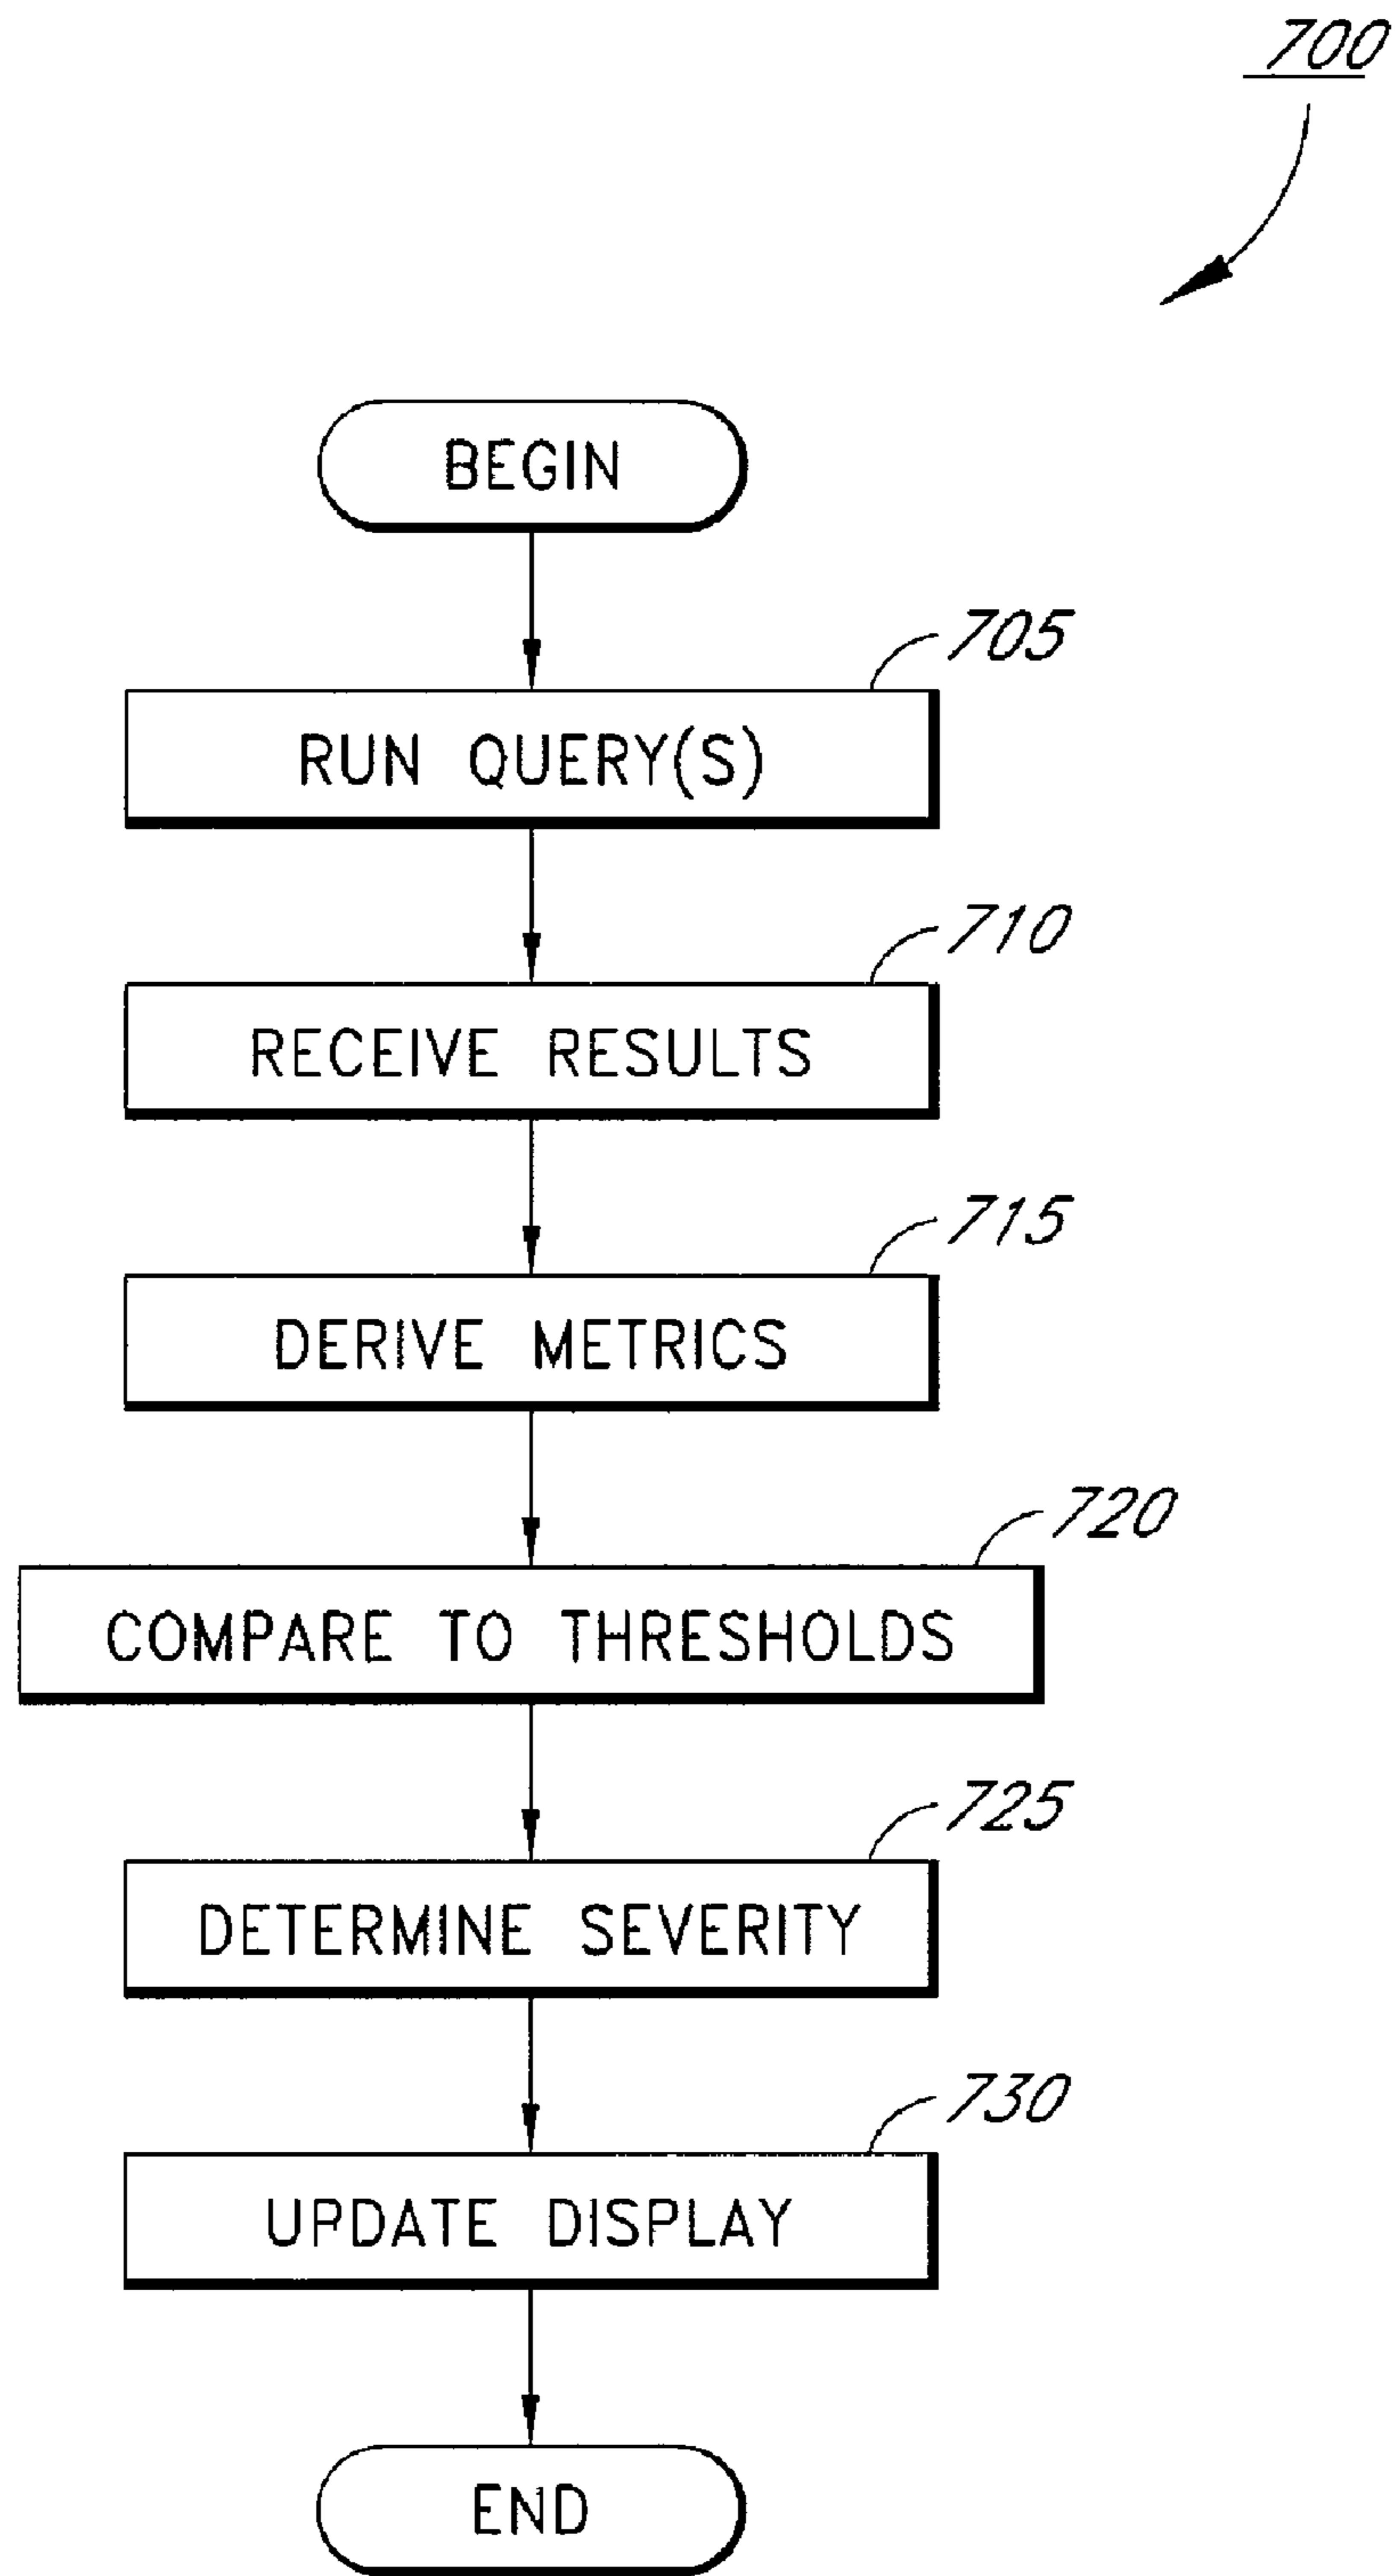 700
BEGIN
705
RUN QUERY(S)
710
RECEIVE RESULTS
715
DERIVE METRICS
720
COMPARE TO THRESHOLDS
725
DETERMINE SEVERITY
730
UPDATE DISPLAY
END